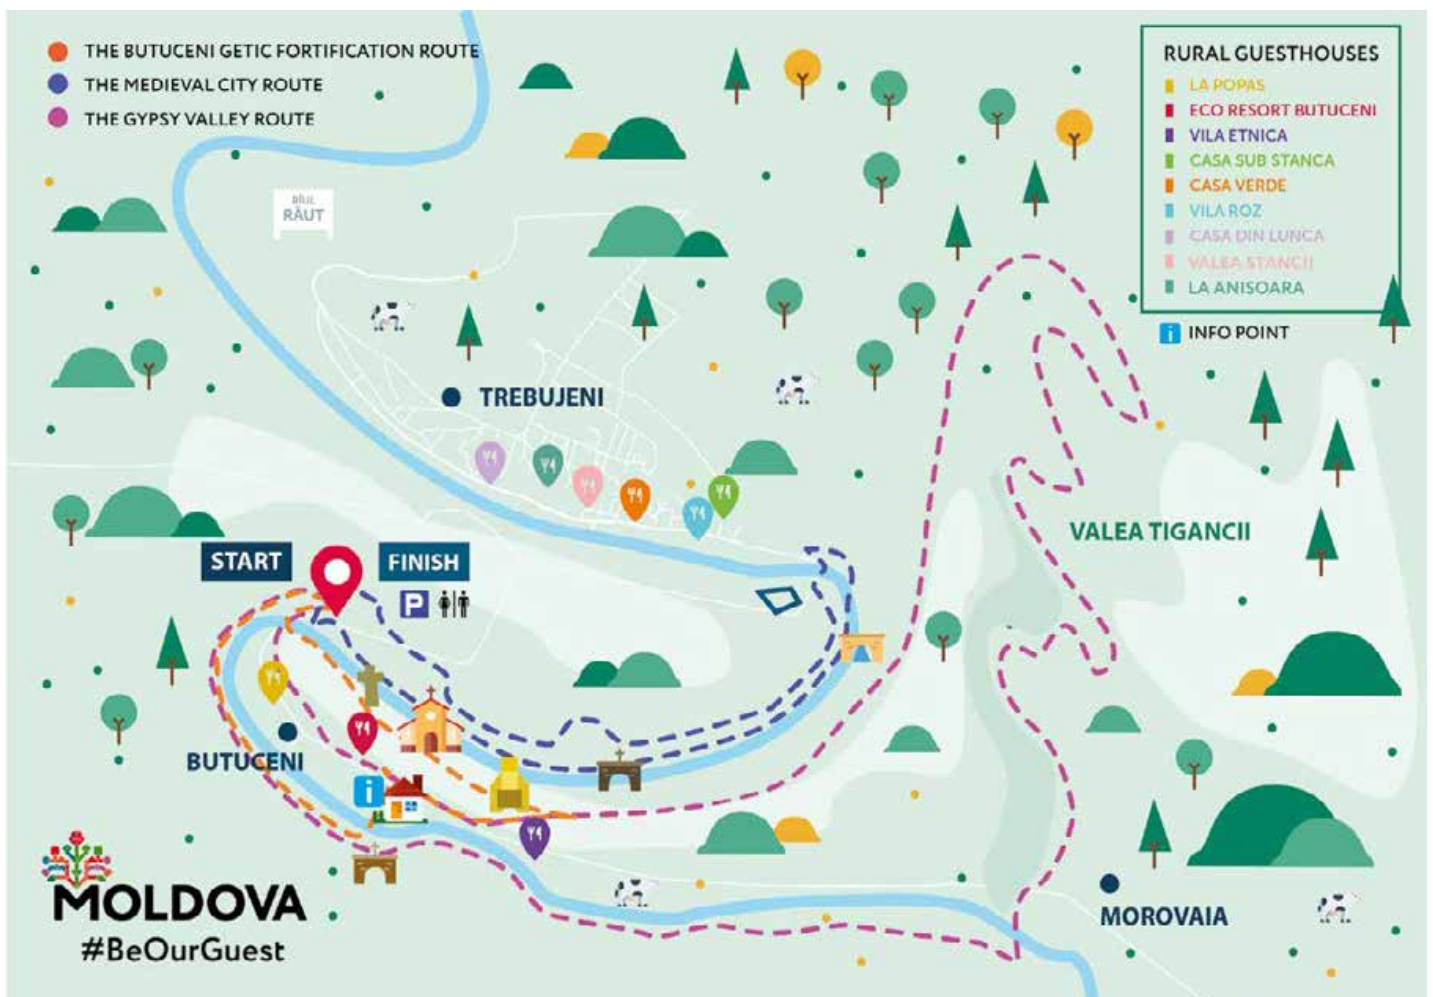 THE BUTUCENI GETIC FORTIFICATION ROUTE
THE MEDIEVAL CITY ROUTE
THE GYPSY VALLEY ROUTE
RURAL GUESTHOUSES
LA POPAS
ECO RESORT BUTUCENI
VILA ETNICA
CASA SUB STANCA
CASA VERDE
VILA ROZ
CASA DIN LUNCA
VALEA STANCII
LA ANISOARA
i INFO POINT
RÂUL
RĂUT
TREBUJENI
VALEA TIGANCII
START
FINISH
P
BUTUCENI
i
MOROVAIA
MOLDOVA
#BeOurGuest